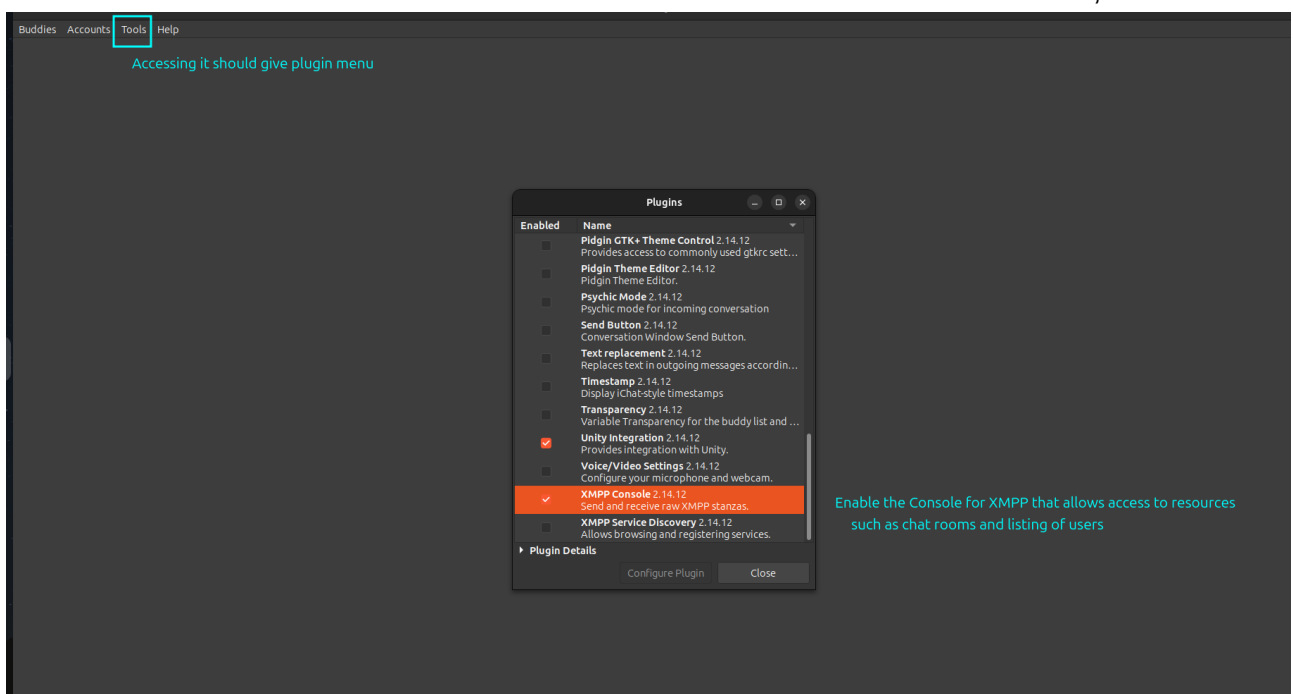 Buddies Accounts Tools Help
Accessing it should give plugin menu
Plugins
Enabled Name
Pidgin GTK+ Theme Control 2.14.12
Provides access to commonly used gtkrc sett...
Pidgin Theme Editor 2.14.12
Pidgin Theme Editor.
Psychic Mode 2.14.12
Psychic mode for incoming conversation
Send Button 2.14.12
Conversation Window Send Button.
Text replacement 2.14.12
Replaces text in outgoing messages accordin...
Timestamp 2.14.12
Display iChat-style timestamps
Transparency 2.14.12
Variable Transparency for the buddy list and ...
Unity Integration 2.14.12
Provides integration with Unity.
Voice/Video Settings 2.14.12
Configure your microphone and webcam.
XMPP Console 2.14.12
Send and receive raw XMPP stanzas.
XMPP Service Discovery 2.14.12
Allows browsing and registering services.
Plugin Details
Configure Plugin Close
Enable the Console for XMPP that allows access to resources
such as chat rooms and listing of users